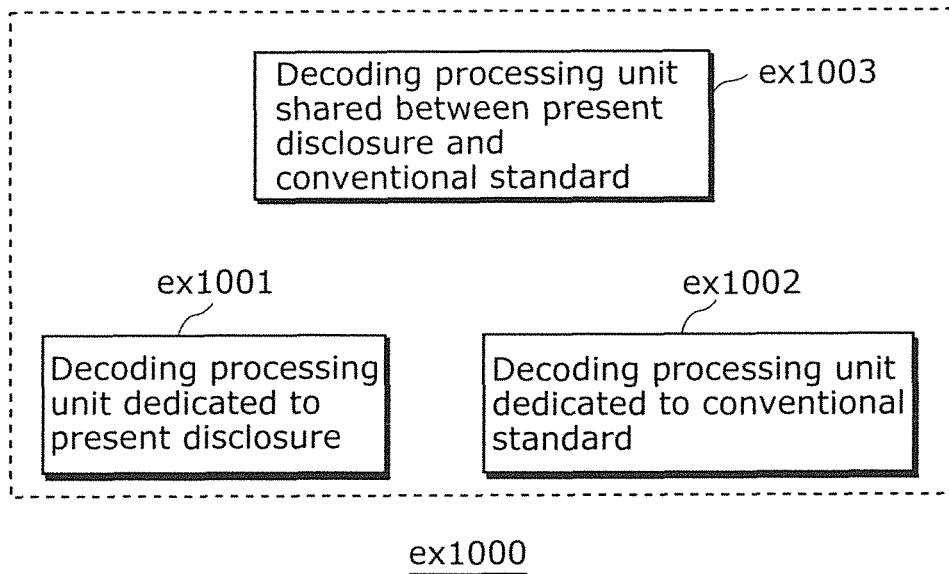 Decoding processing unit
shared between present
disclosure and
conventional standard
ex1003
ex1001
ex1002
Decoding processing
unit dedicated to
present disclosure
Decoding processing unit
dedicated to conventional
standard
ex1000